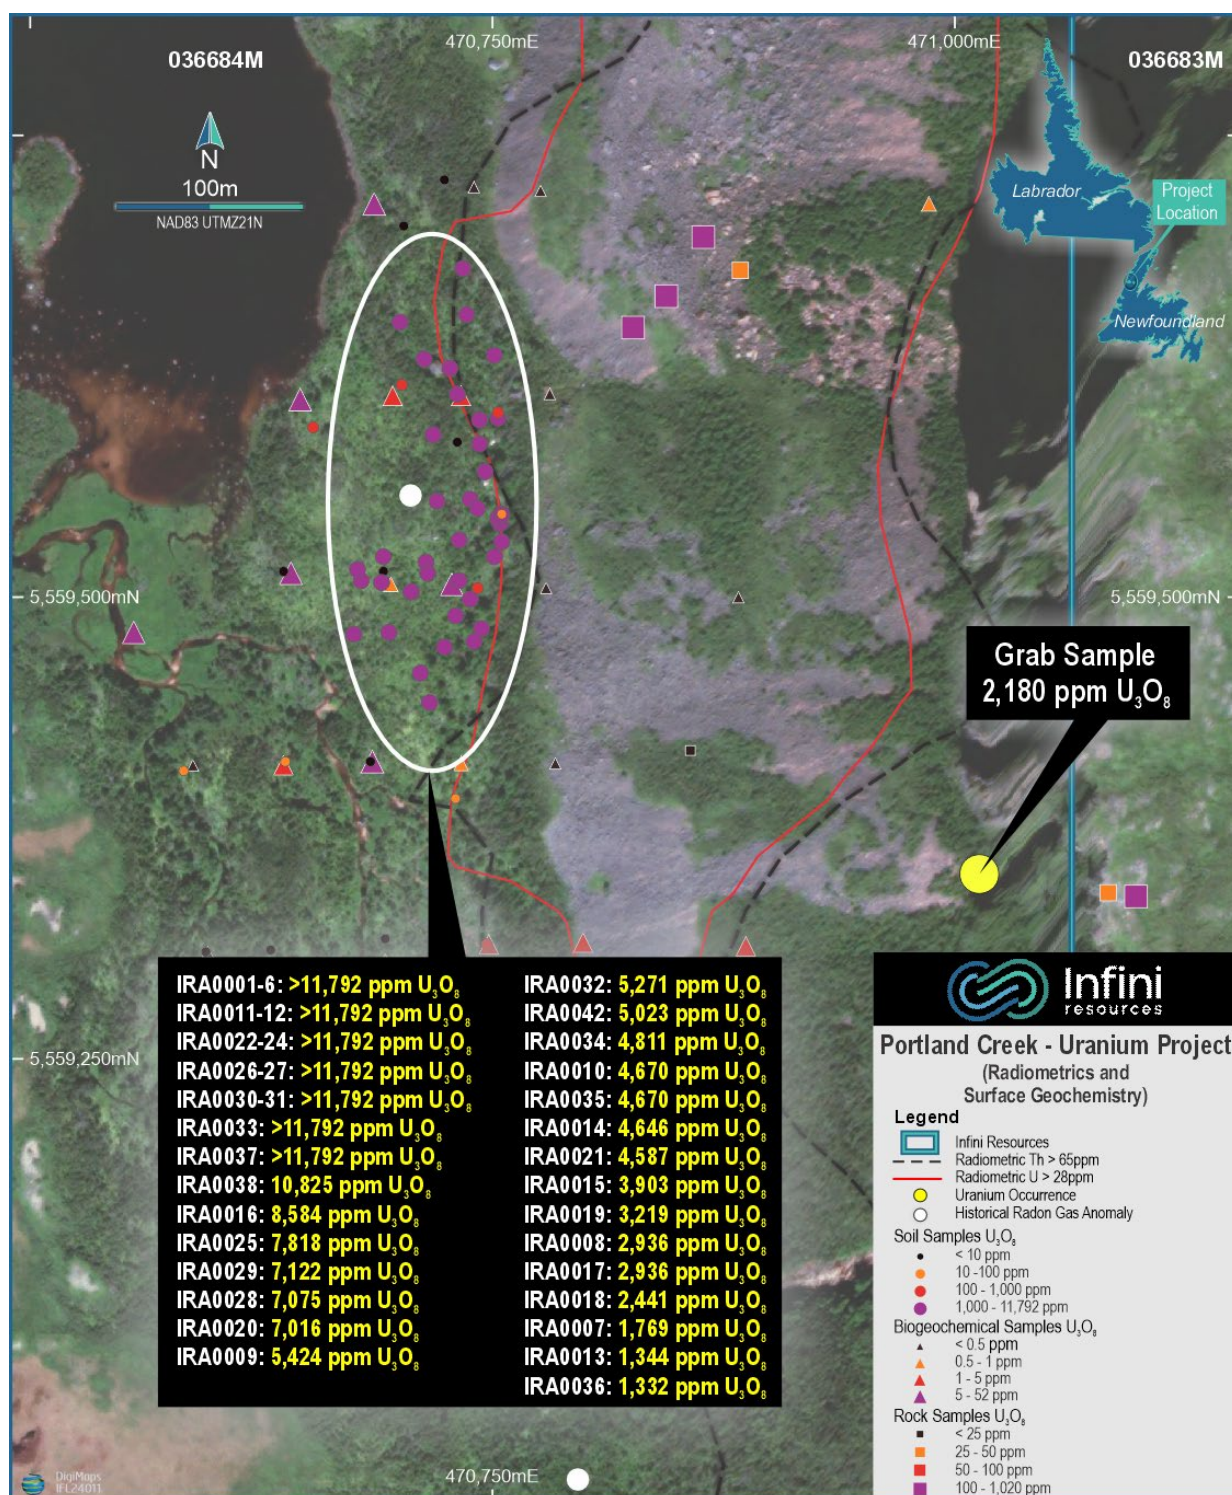 470,750mE
471,000mE
036684M
036683M
N
100m
NAD83 UTMZ21N
Labrador
Project
Location
Newfoundland
5,559,500mN
5,559,500mN
Grab Sample
2,180 ppm U₃O₈
IRA0001-6: >11,792 ppm U₃O₈
IRA0011-12: >11,792 ppm U₃O₈
IRA0022-24: >11,792 ppm U₃O₈
IRA0026-27: >11,792 ppm U₃O₈
IRA0030-31: >11,792 ppm U₃O₈
IRA0033: >11,792 ppm U₃O₈
IRA0037: >11,792 ppm U₃O₈
IRA0038: 10,825 ppm U₃O₈
IRA0016: 8,584 ppm U₃O₈
IRA0025: 7,818 ppm U₃O₈
IRA0029: 7,122 ppm U₃O₈
IRA0028: 7,075 ppm U₃O₈
IRA0020: 7,016 ppm U₃O₈
IRA0009: 5,424 ppm U₃O₈
IRA0032: 5,271 ppm U₃O₈
IRA0042: 5,023 ppm U₃O₈
IRA0034: 4,811 ppm U₃O₈
IRA0010: 4,670 ppm U₃O₈
IRA0035: 4,670 ppm U₃O₈
IRA0014: 4,646 ppm U₃O₈
IRA0021: 4,587 ppm U₃O₈
IRA0015: 3,903 ppm U₃O₈
IRA0019: 3,219 ppm U₃O₈
IRA0008: 2,936 ppm U₃O₈
IRA0017: 2,936 ppm U₃O₈
IRA0018: 2,441 ppm U₃O₈
IRA0007: 1,769 ppm U₃O₈
IRA0013: 1,344 ppm U₃O₈
IRA0036: 1,332 ppm U₃O₈
5,559,250mN
Infini
resources
Portland Creek - Uranium Project
(Radiometrics and
Surface Geochemistry)
Legend
Infini Resources
Radiometric Th > 65ppm
Radiometric U > 28ppm
Uranium Occurrence
Historical Radon Gas Anomaly
Soil Samples U₃O₈
< 10 ppm
10 -100 ppm
100 - 1,000 ppm
1,000 - 11,792 ppm
Biogeochemical Samples U₃O₈
< 0.5 ppm
0.5 - 1 ppm
1 - 5 ppm
5 - 52 ppm
Rock Samples U₃O₈
< 25 ppm
25 - 50 ppm
50 - 100 ppm
100 - 1,020 ppm
DigiMaps
IFL24011
470,750mE